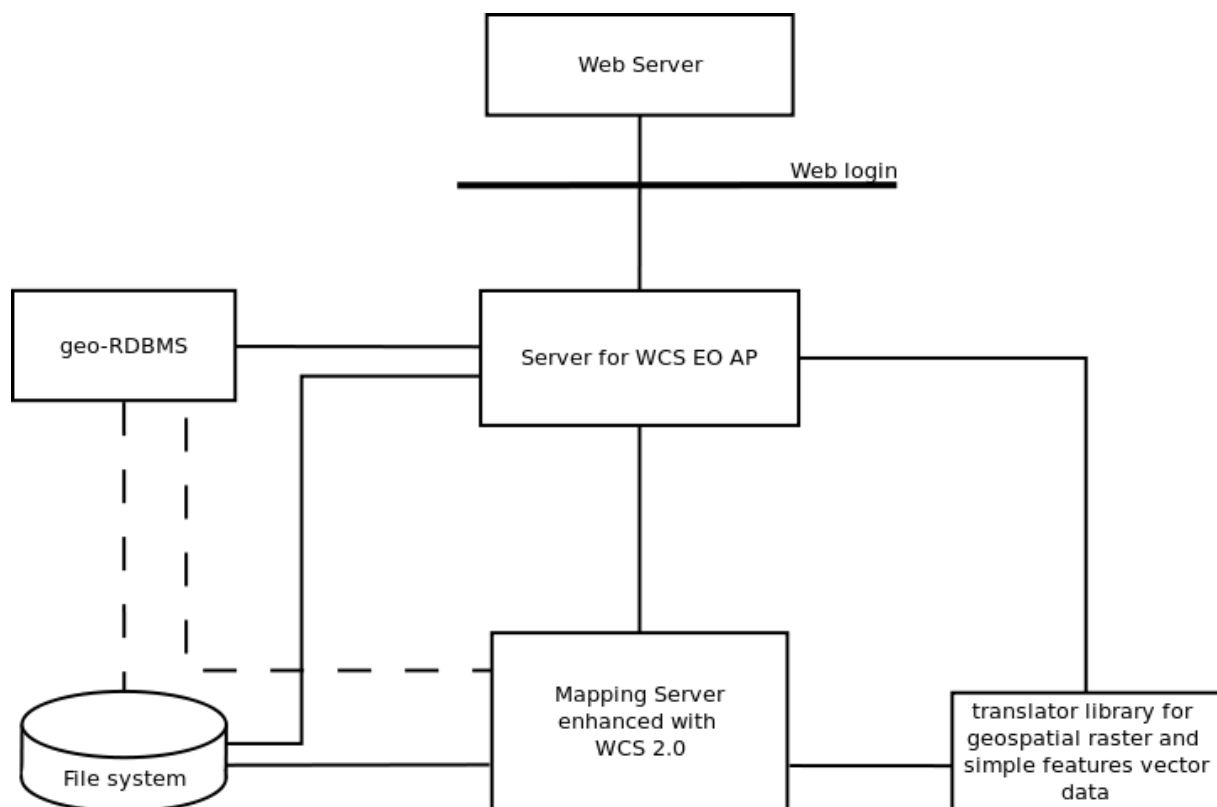 Web Server
Web login
geo-RDBMS
Server for WCS EO AP
Mapping Server
enhanced with
WCS 2.0
File system
translator library for
geospatial raster and
simple features vector
data